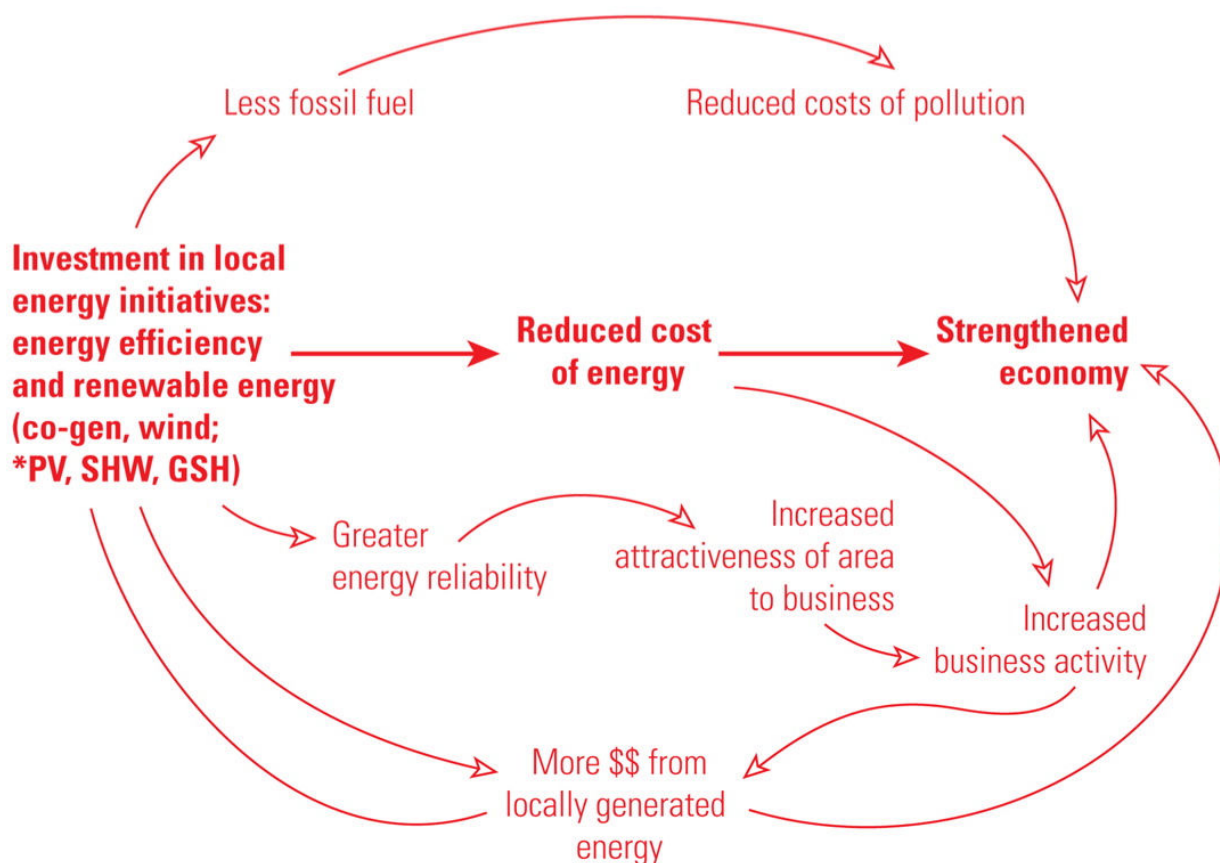 Less fossil fuel
Reduced costs of pollution
Investment in local
energy initiatives:
energy efficiency
and renewable energy
(co-gen, wind;
*PV, SHW, GSH)
Reduced cost
of energy
Strengthened
economy
Greater
energy reliability
Increased
attractiveness of area
to business
Increased
business activity
More $$ from
locally generated
energy